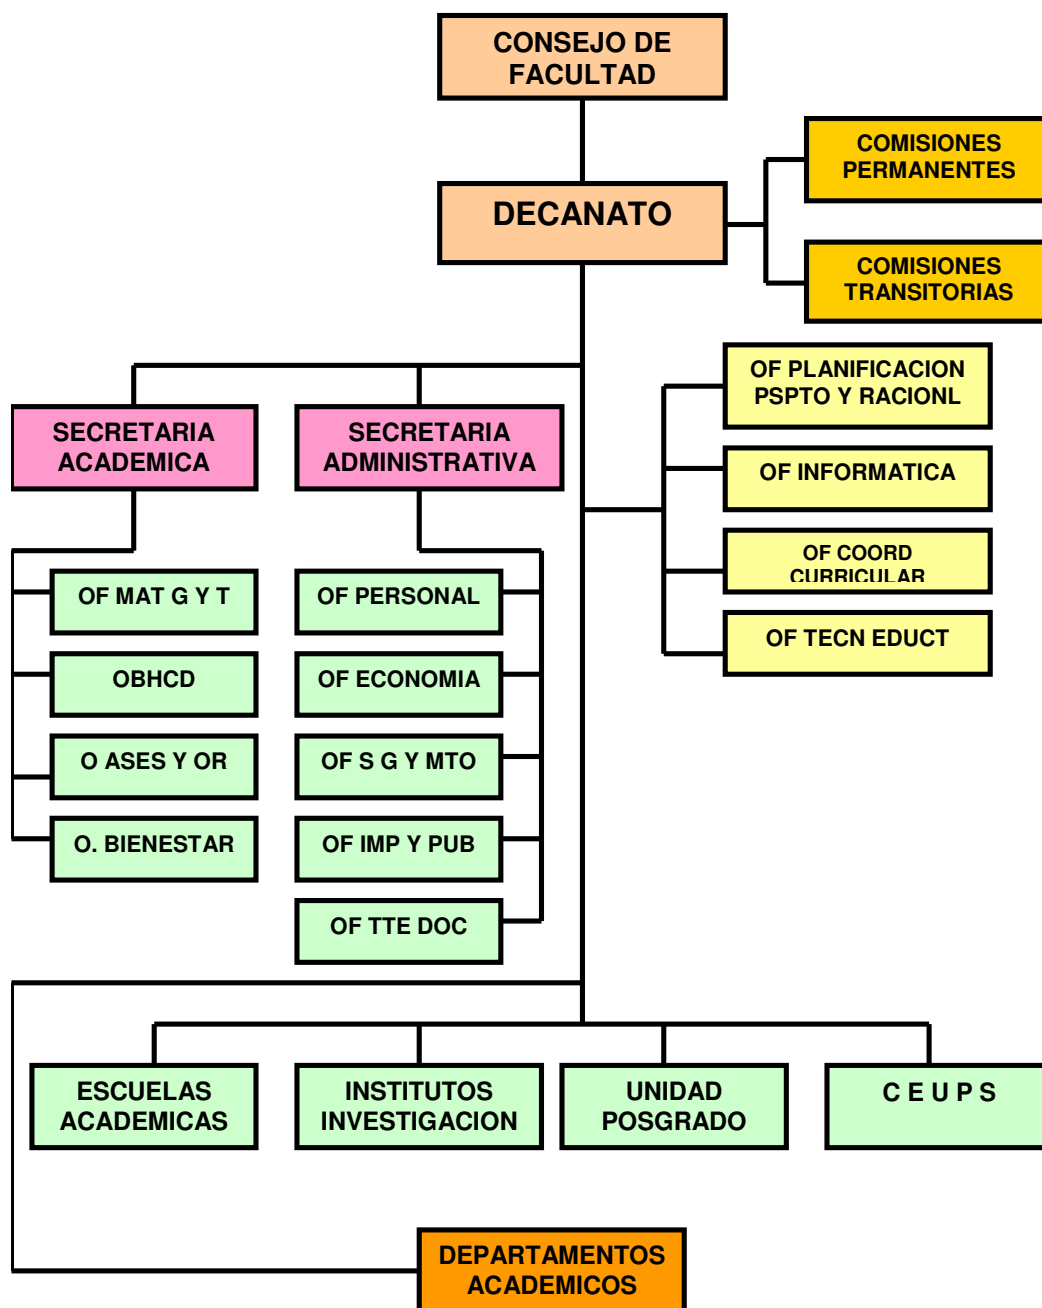 CONSEJO DE
FACULTAD
COMISIONES
PERMANENTES
DECANATO
COMISIONES
TRANSITORIAS
OF PLANIFICACION
PSPTO Y RACIONL
SECRETARIA
ACADEMICA
SECRETARIA
ADMINISTRATIVA
OF INFORMATICA
OF COORD
CURRICULAR
OF MAT G Y T
OF PERSONAL
OF TECN EDUCT
OBHCD
OF ECONOMIA
O ASES Y OR
OF S G Y MTO
O. BIENESTAR
OF IMP Y PUB
OF TTE DOC
ESCUELAS
ACADEMICAS
INSTITUTOS
INVESTIGACION
UNIDAD
POSGRADO
C E U P S
DEPARTAMENTOS
ACADEMICOS